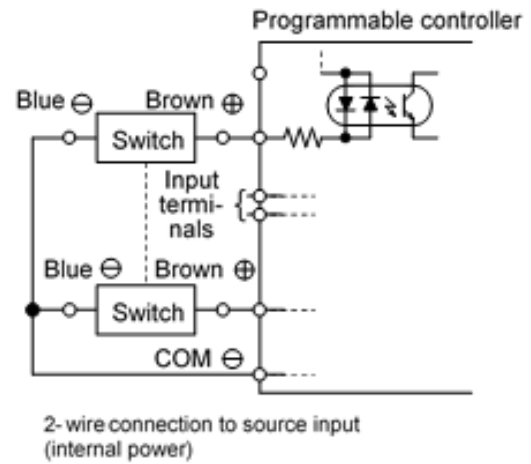 Programmable controller
Blue ⊖ Brown ⊕
Switch
Input
termi-
nals
Blue ⊖ Brown ⊕
Switch
COM ⊖
2- wire connection to source input
(internal power)